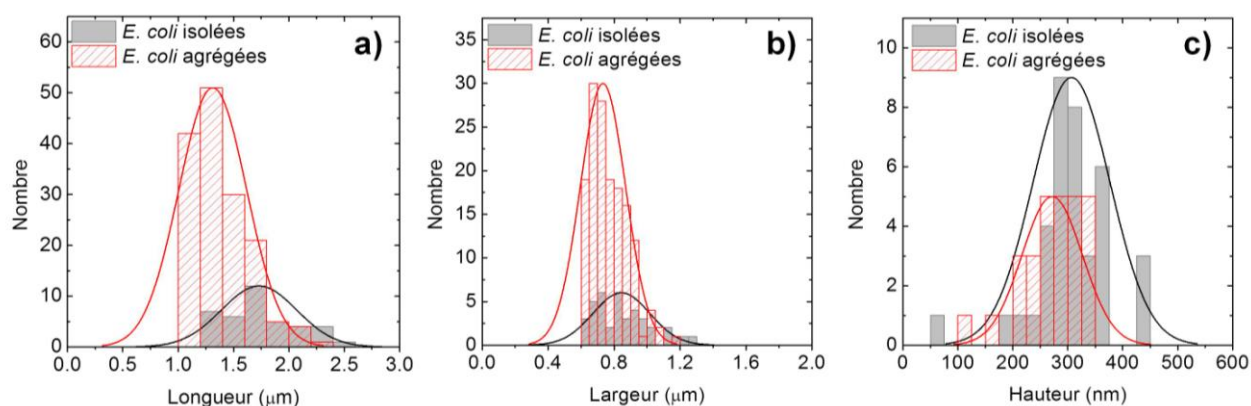 E. coli isolées
E. coli agrégées
a)
60
50
40
30
20
10
0
Nombre
0.0 0.5 1.0 1.5 2.0 2.5 3.0
Longueur (μm)
E. coli isolées
E. coli agrégées
b)
35
30
25
20
15
10
5
0
Nombre
0.0 0.4 0.8 1.2 1.6 2.0
Largeur (μm)
E. coli isolées
E. coli agrégées
c)
10
8
6
4
2
0
Nombre
0 100 200 300 400 500 600
Hauteur (nm)